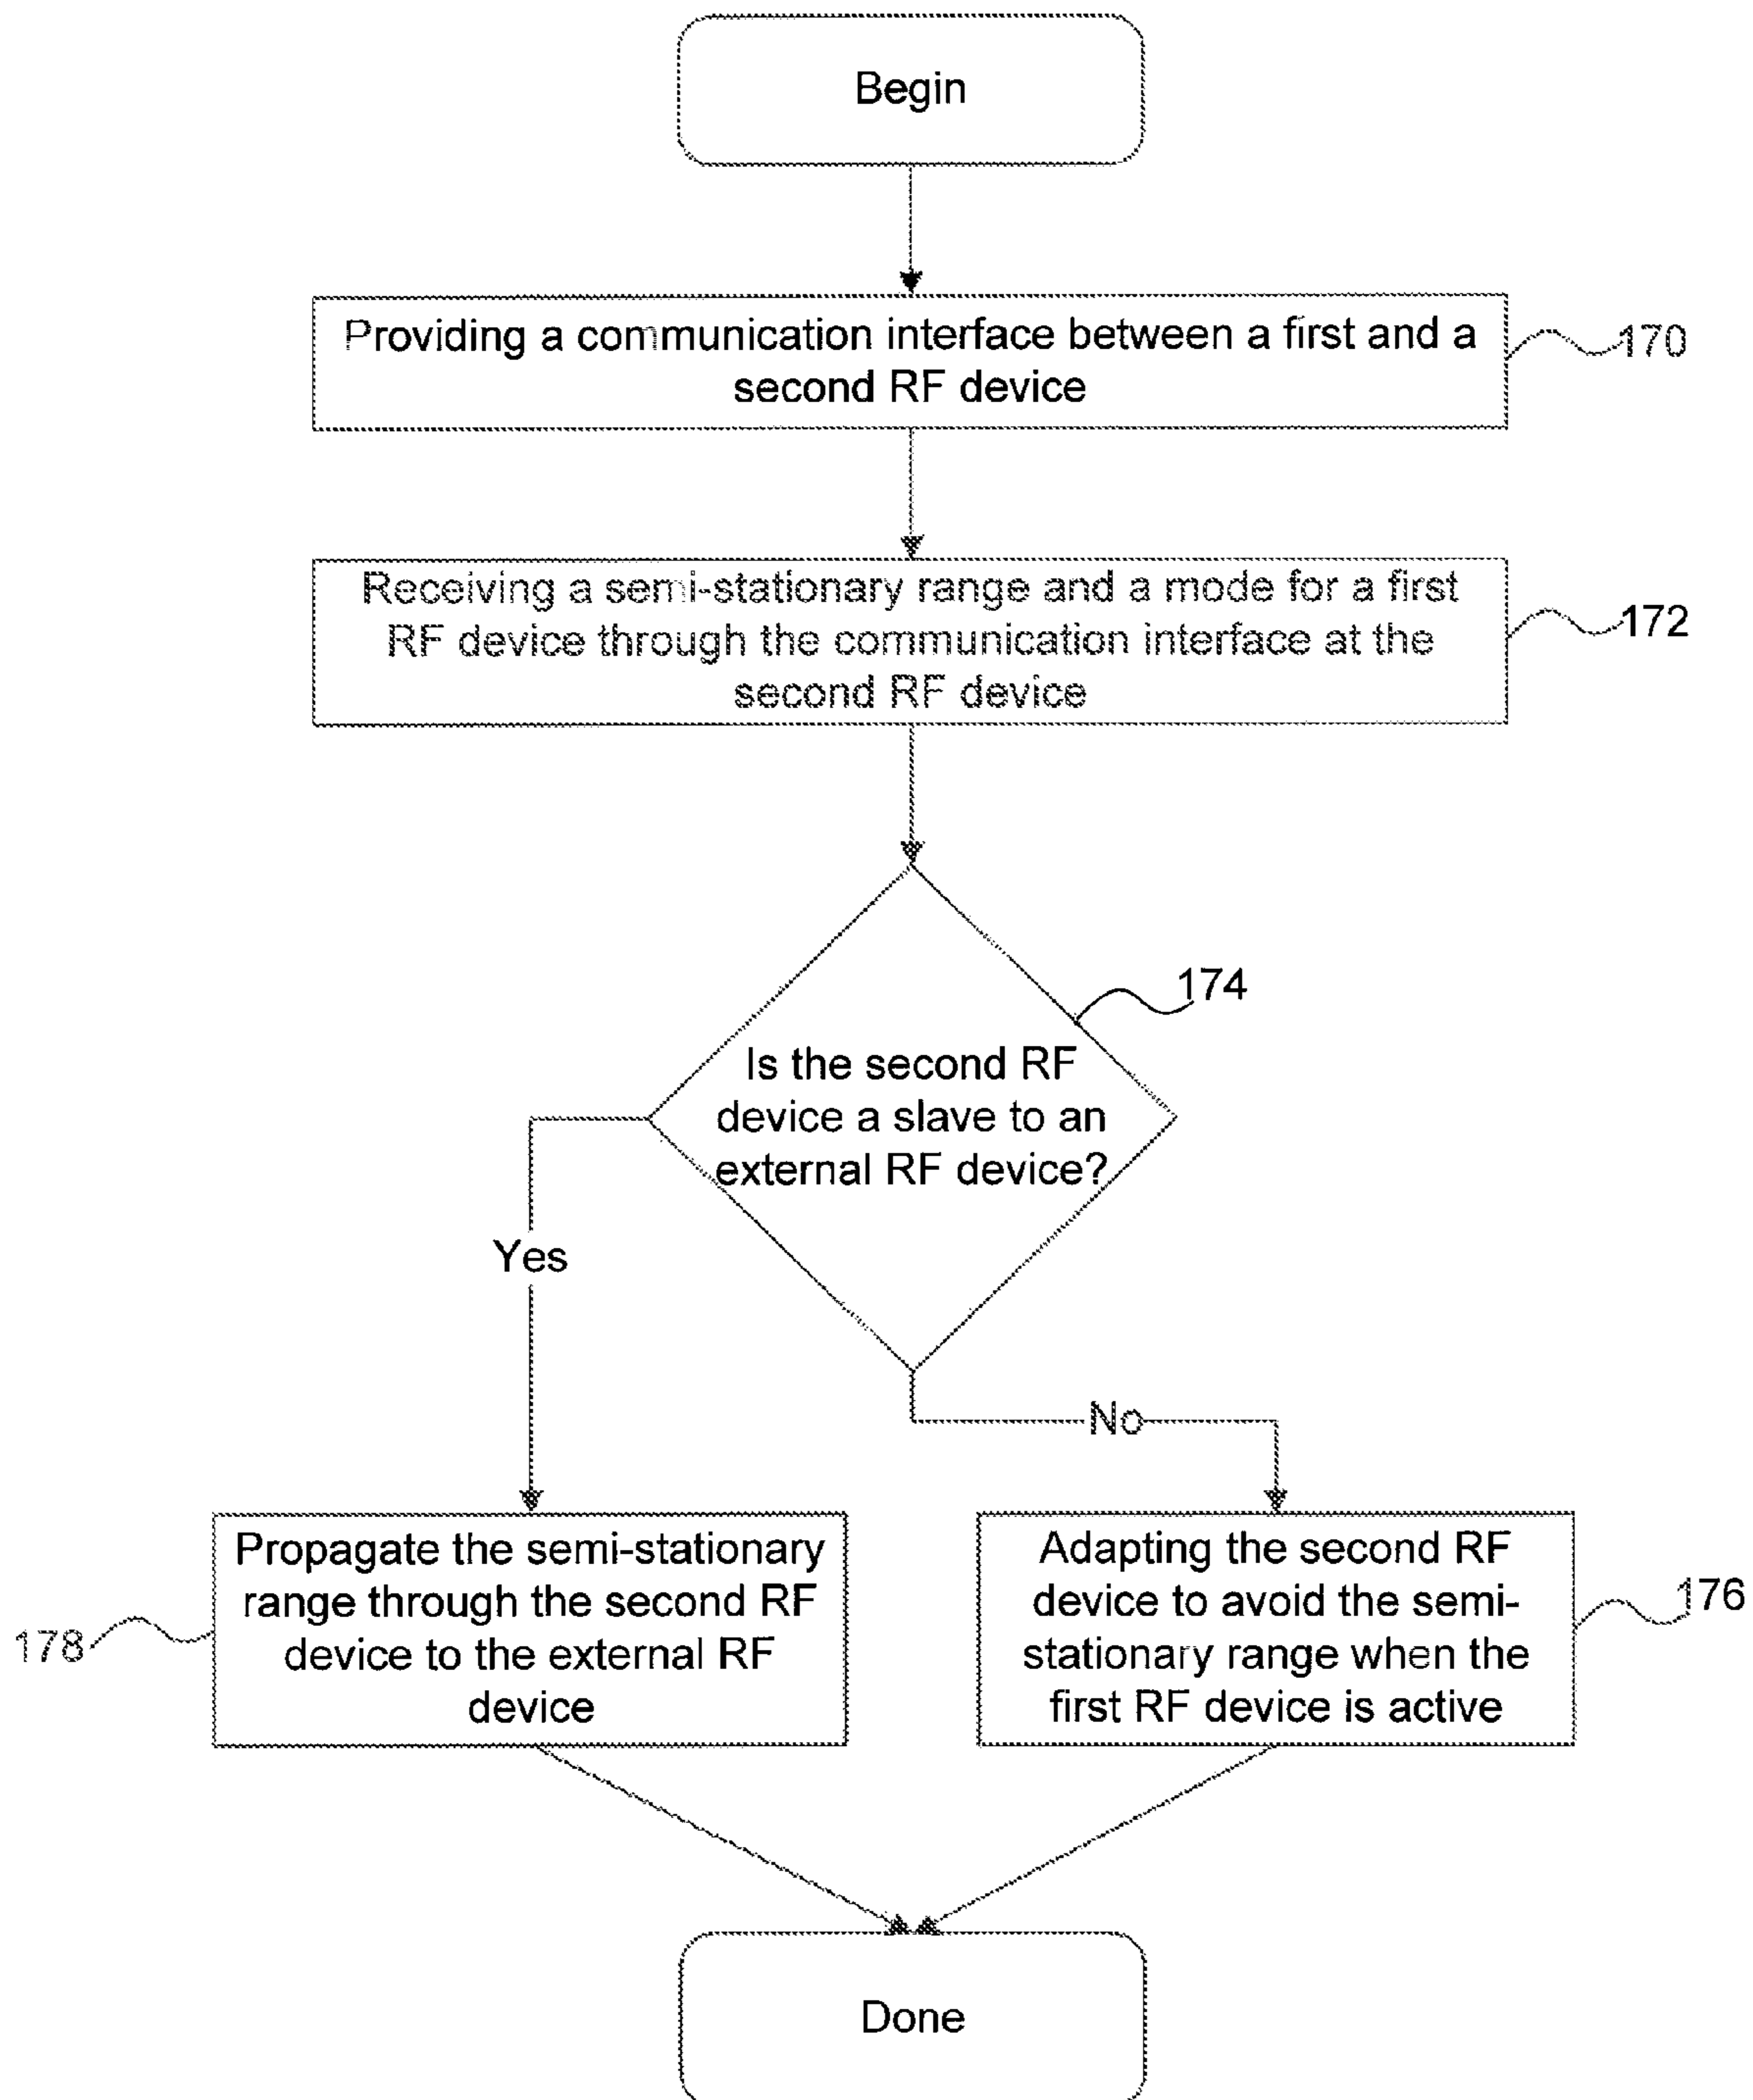 Begin
Providing a communication interface between a first and a
second RF device
170
Receiving a semi-stationary range and a mode for a first
RF device through the communication interface at the
second RF device
172
174
Is the second RF
device a slave to an
external RF device?
Yes
No
Propagate the semi-stationary
range through the second RF
device to the external RF
device
178
Adapting the second RF
device to avoid the semi-
stationary range when the
first RF device is active
176
Done